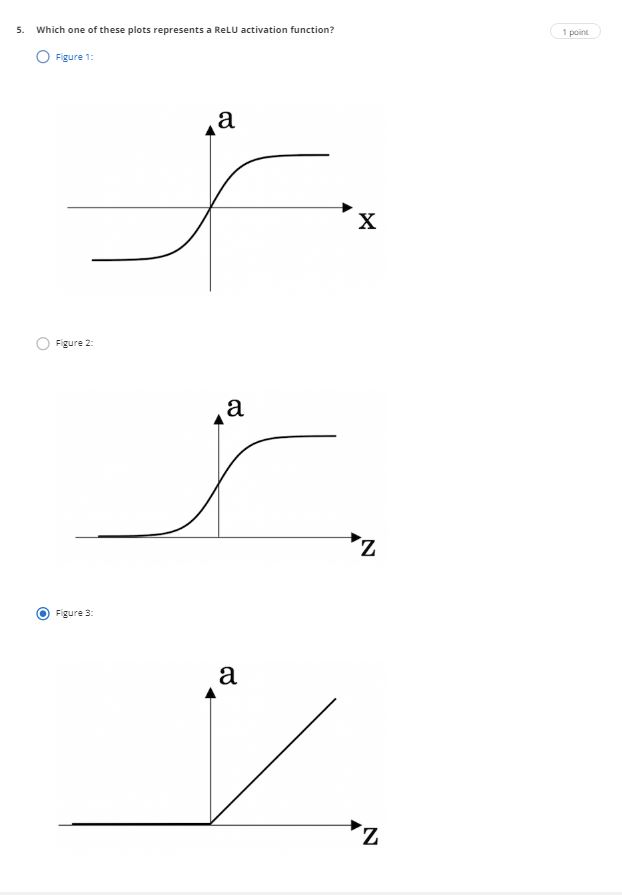 5. Which one of these plots represents a ReLU activation function?
1 point
Figure 1:
a
x
Figure 2:
a
z
Figure 3:
a
z